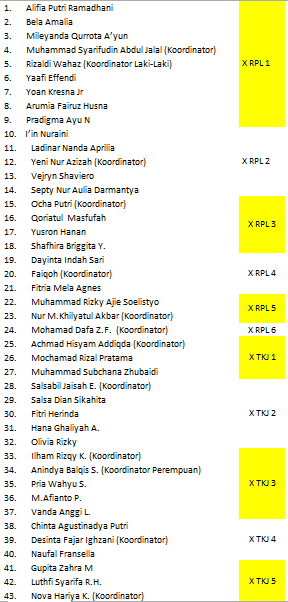 1. Alifia Putri Ramadhani
2. Bela Amalia
3. Mileyanda Qurrota A'yun
4. Muhammad Syarifudin Abdul Jalal (Koordinator)
5. Rizaldi Wahaz (Koordinator Laki-Laki) X RPL 1
6. Yaafi Effendi
7. Yoan Kresna Jr
8. Arumia Fairuz Husna
9. Pradigma Ayu N
10. I'in Nuraini
11. Ladinar Nanda Aprilia
12. Yeni Nur Azizah (Koordinator) X RPL 2
13. Vejryn Shaviero
14. Septy Nur Aulia Darmantya
15. Ocha Putri (Koordinator)
16. Qoriatul Masfufah X RPL 3
17. Yusron Hanan
18. Shafhira Briggita Y.
19. Dayinta Indah Sari
20. Faiqoh (Koordinator) X RPL 4
21. Fitria Mela Agnes
22. Muhammad Rizky Ajie Soelistyo X RPL 5
23. Nur M.Khilyatul Akbar (Koordinator)
24. Mohamad Dafa Z.F. (Koordinator) X RPL 6
25. Achmad Hisyam Addiqda (Koordinator)
26. Mochamad Rizal Pratama X TKJ 1
27. Muhammad Subchana Zhubaidi
28. Salsabil Jaisah E. (Koordinator)
29. Salsa Dian Sikahita
30. Fitri Herinda X TKJ 2
31. Hana Ghaliyah A.
32. Olivia Rizky
33. Ilham Rizqy K. (Koordinator)
34. Anindya Balqis S. (Koordinator Perempuan)
35. Pria Wahyu S. X TKJ 3
36. M.Afianto P.
37. Vanda Anggi L.
38. Chinta Agustinadya Putri
39. Desinta Fajar Ighzani (Koordinator) X TKJ 4
40. Naufal Fransella
41. Gupita Zahra M
42. Luthfi Syarifa R.H. X TKJ 5
43. Nova Hariya K. (Koordinator)